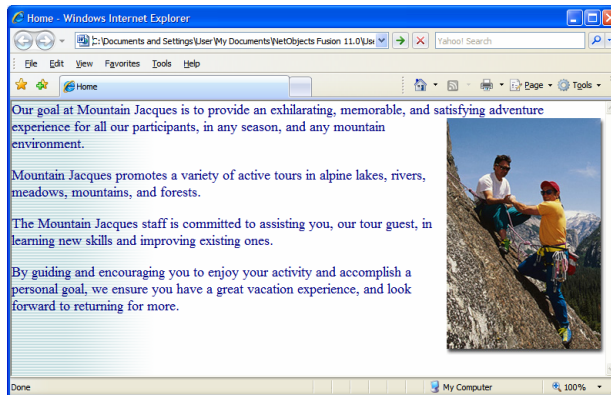 Home - Windows Internet Explorer
C:\Documents and Settings\User\My Documents\NetObjects Fusion 11.0\Use
Yahoo! Search
File Edit View Favorites Tools Help
Home
Page Tools
Our goal at Mountain Jacques is to provide an exhilarating, memorable, and satisfying adventure
experience for all our participants, in any season, and any mountain
environment.
Mountain Jacques promotes a variety of active tours in alpine lakes, rivers,
meadows, mountains, and forests.
The Mountain Jacques staff is committed to assisting you, our tour guest, in
learning new skills and improving existing ones.
By guiding and encouraging you to enjoy your activity and accomplish a
personal goal, we ensure you have a great vacation experience, and look
forward to returning for more.
Done My Computer 100%